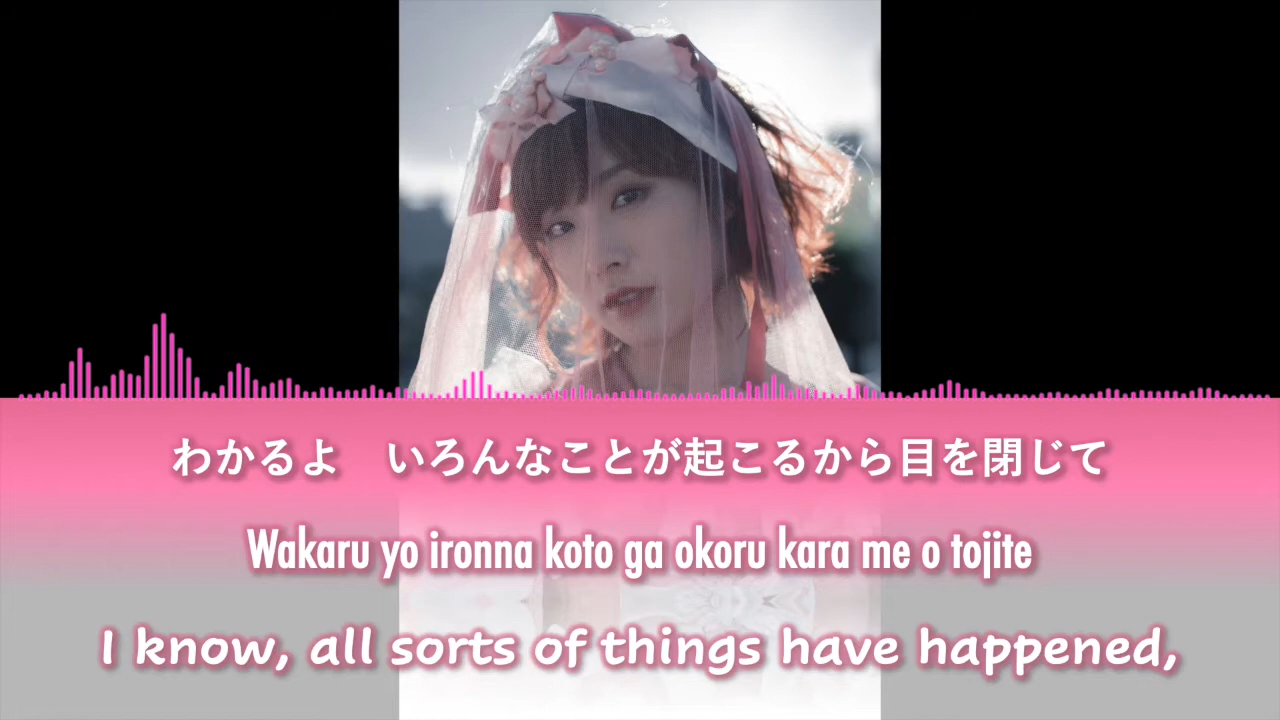 わかるよ　いろんなことが起こるから目を閉じて
Wakaru yo ironna koto ga okoru kara me o tojite
I know, all sorts of things have happened,